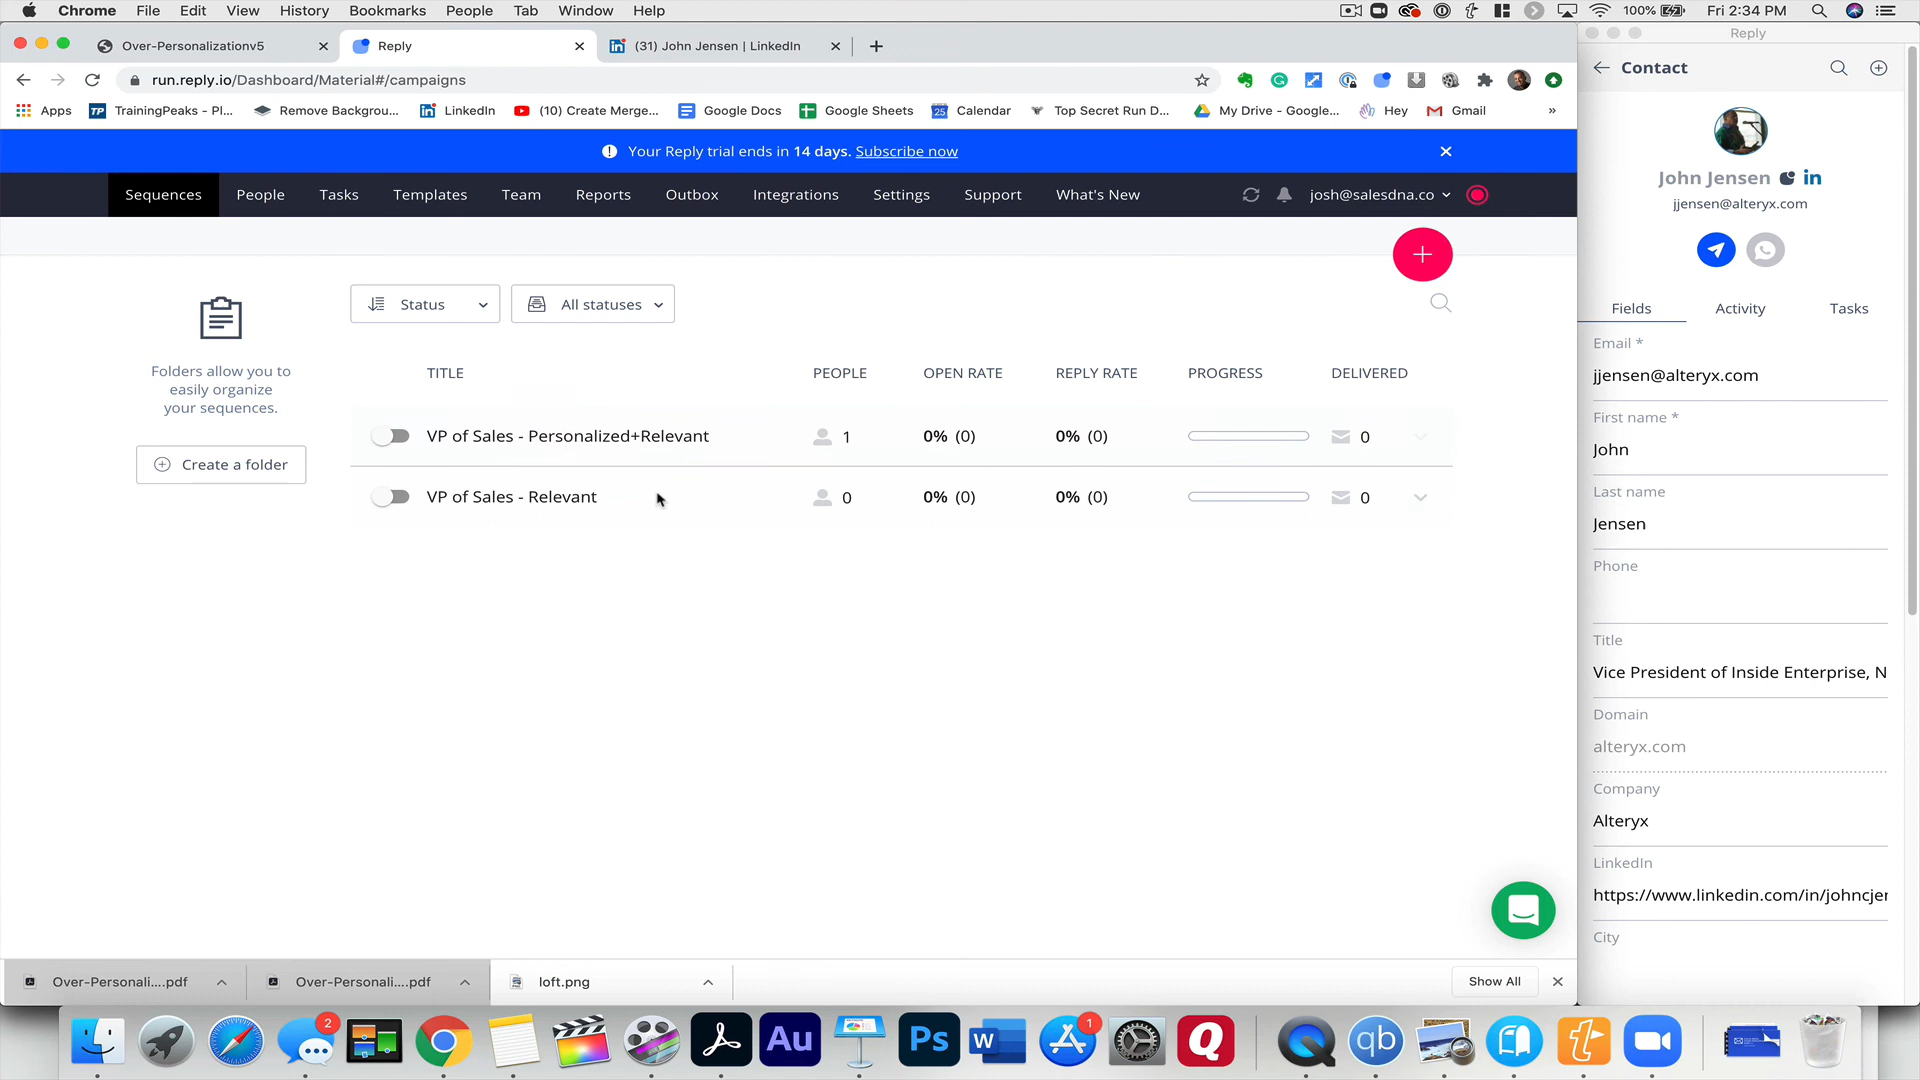 Chrome File Edit View History Bookmarks People Tab Window Help
100% Fri 2:34 PM
Over-Personalizationv5
Reply
(31) John Jensen | LinkedIn
run.reply.io/Dashboard/Material#/campaigns
Apps
TrainingPeaks - Pl...
Remove Backgrou...
LinkedIn
(10) Create Merge...
Google Docs
Google Sheets
Calendar
Top Secret Run D...
My Drive - Google...
Hey
Gmail
»
Your Reply trial ends in 14 days. Subscribe now
Sequences People Tasks Templates Team Reports Outbox Integrations Settings Support What's New josh@salesdna.co
Folders allow you to
easily organize
your sequences.
Create a folder
Status
All statuses
TITLE PEOPLE OPEN RATE REPLY RATE PROGRESS DELIVERED
VP of Sales - Personalized+Relevant 1 0% (0) 0% (0) 0
VP of Sales - Relevant 0 0% (0) 0% (0) 0
Reply
Contact
John Jensen in
jjensen@alteryx.com
Fields Activity Tasks
Email *
jjensen@alteryx.com
First name *
John
Last name
Jensen
Phone
Title
Vice President of Inside Enterprise, N
Domain
alteryx.com
Company
Alteryx
LinkedIn
https://www.linkedin.com/in/johncjer
City
Over-Personali....pdf
Over-Personali....pdf
loft.png
Show All
2
Au
Ps
W
1
Q
qb
t